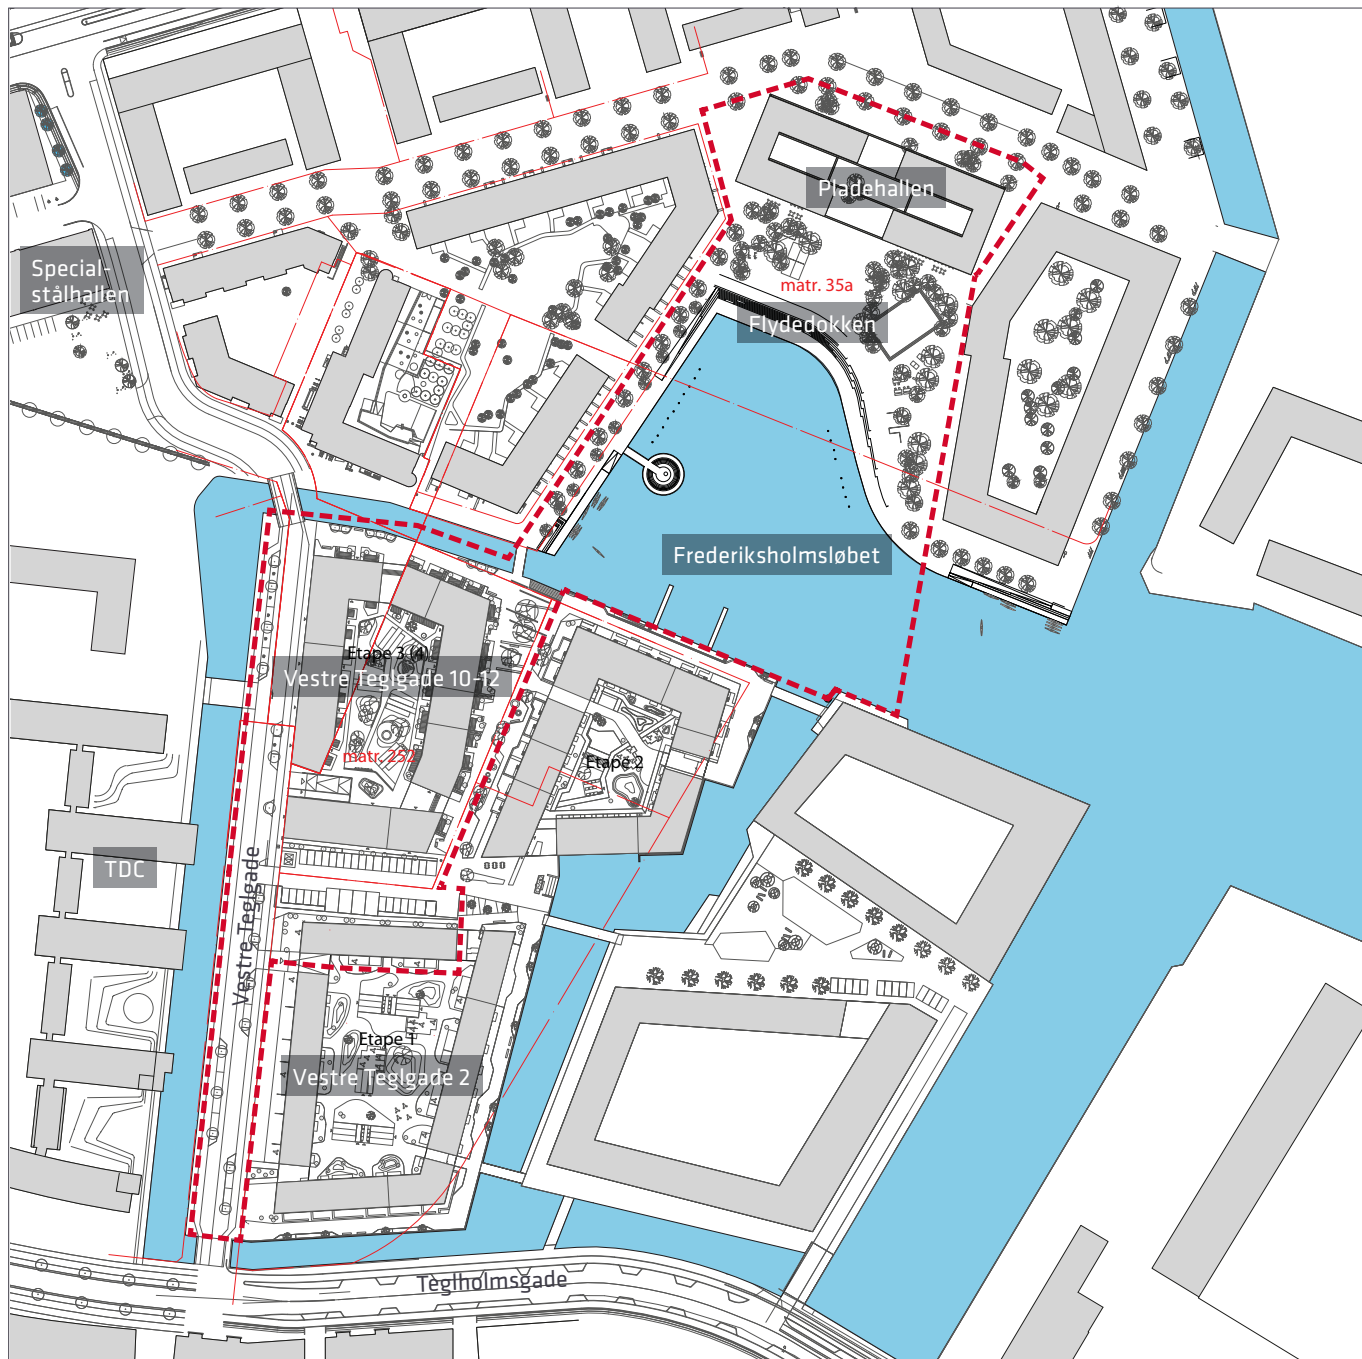 Pladehallen
Special-
stålhallen
matr. 35a
Flydedokken
Frederiksholmsløbet
Etape 3 (4)
Vestre Teglgade 10-12
matr. 252
Etape 2
TDC
Vestre Teglgade
Etape 1
Vestre Teglgade 2
Teglholmsgade